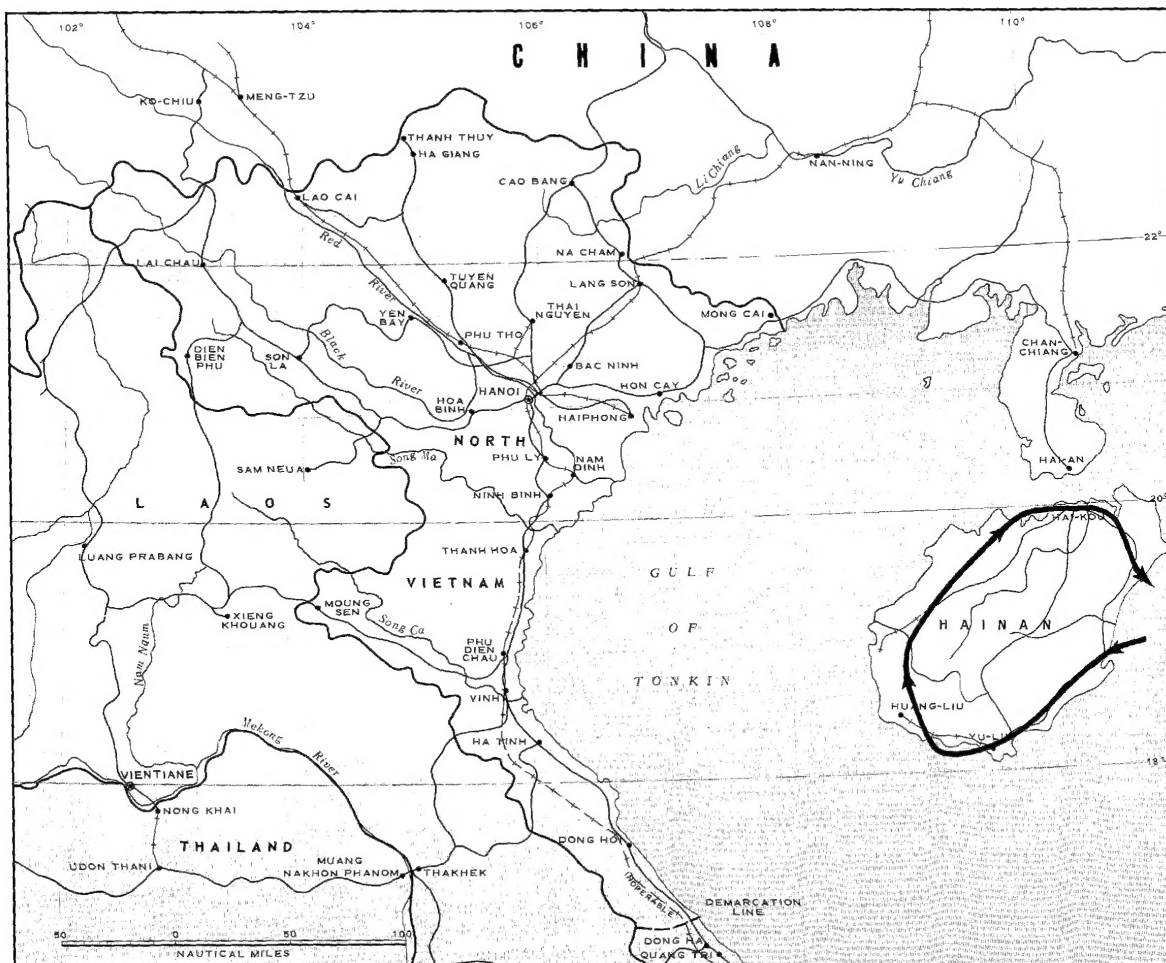 102°
104°
106°
108°
110°
C H I N A
KO-CHIU
MENG-TZU
THANH THUY
HA GIANG
NAN-NING
Li Chiang
Yu Chiang
CAO BANG
LAO CAI
Red
River
22°
NA CHAM
LAI CHAU
TUYEN
QUANG
LANG SON
THAI
NGUYEN
MONG CAI
YEN
BAY
PHU THO
Black
River
DIEN
BIEN
PHU
SON
LA
CHAN-
CHIANG
BAC NINH
HANOI
HON CAY
HOA
BINH
HAIPHONG
NORTH
Song Ma
PHU LY
NAM
DINH
SAM NEUA
HAI-AN
NINH BINH
20°
L A O S
HAI-KOU
LUANG PRABANG
THANH HOA
VIETNAM
GULF
OF
TONKIN
MOUNG
SEN
XIENG
KHOUANG
Song Ca
HAINAN
Nam Ngum
PHU
DIEN
CHAU
VINH
HUANG-LIU
YU-LIN
Mekong
River
HA TINH
18°
VIENTIANE
NONG KHAI
THAILAND
DONG HOI
UDON THANI
MUANG
NAKHON PHANOM
THAKHEK
INOPERABLE
DEMARCATION
LINE
50 0 50 100
NAUTICAL MILES
DONG HA
QUANG TRI